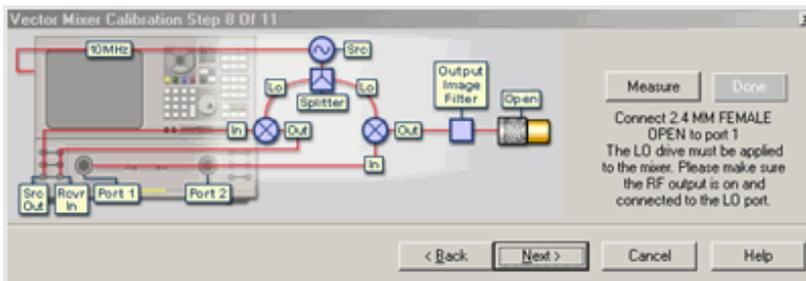 Vector Mixer Calibration Step 8 Of 11
10MHz
Src
Lo
Lo
Splitter
Output
Image
Filter
Open
In
Out
Out
In
Src
Out
Rcvr
In
Port 1
Port 2
Measure
Done
Connect 2.4 MM FEMALE
OPEN to port 1
The LO drive must be applied
to the mixer. Please make sure
the RF output is on and
connected to the LO port.
< Back
Next >
Cancel
Help